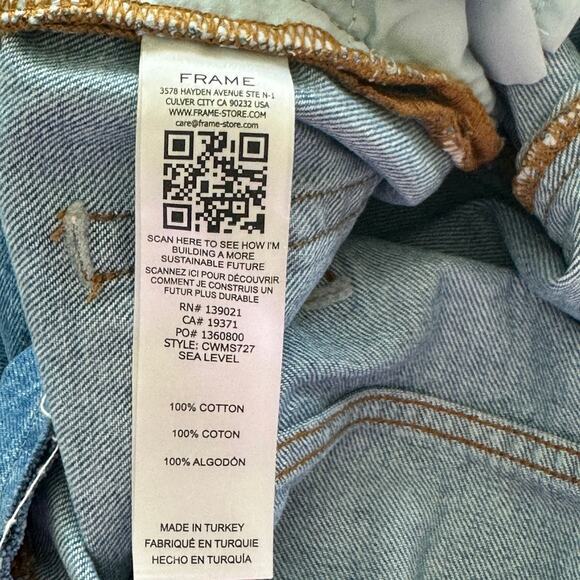 FRAME
3578 HAYDEN AVENUE STE N-1
CULVER CITY CA 90232 USA
WWW.FRAME-STORE.COM
care@frame-store.com
SCAN HERE TO SEE HOW I'M
BUILDING A MORE
SUSTAINABLE FUTURE
SCANNEZ ICI POUR DÉCOUVRIR
COMMENT JE CONSTRUIS UN
FUTUR PLUS DURABLE
RN# 139021
CA# 19371
PO# 1360800
STYLE: CWMS727
SEA LEVEL
100% COTTON
100% COTON
100% ALGODÓN
MADE IN TURKEY
FABRIQUÉ EN TURQUIE
HECHO EN TURQUÍA